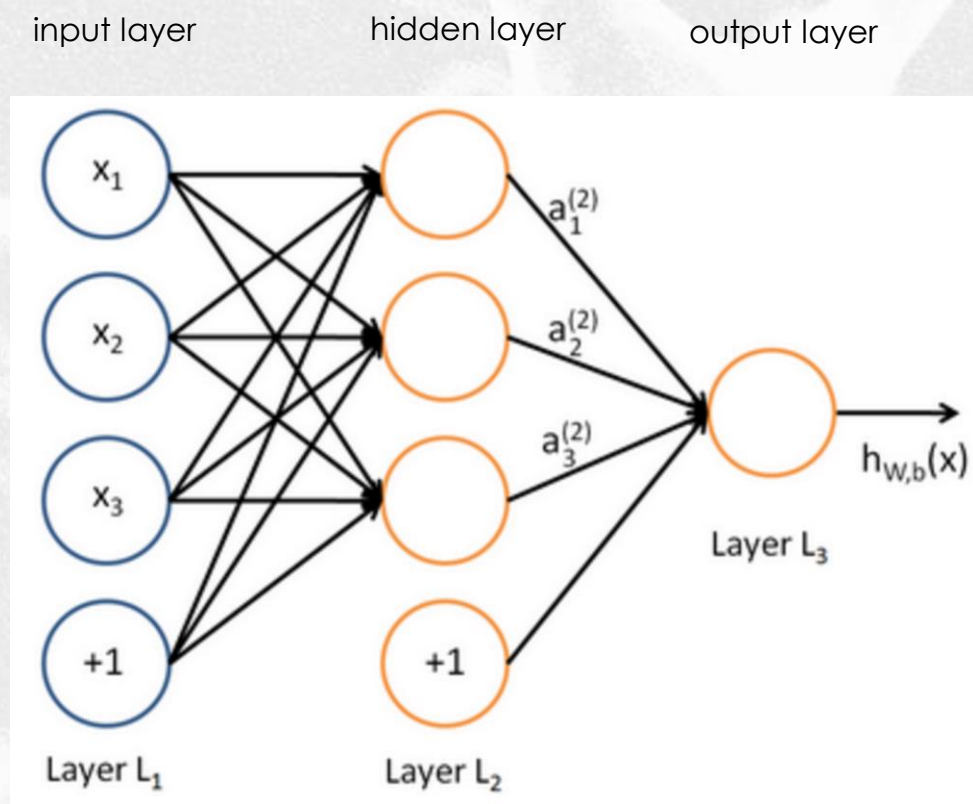 input layer
hidden layer
output layer
x₁
a₁⁽²⁾
x₂
a₂⁽²⁾
a₃⁽²⁾
h_W,b(x)
x₃
Layer L₃
+1
+1
Layer L₁
Layer L₂